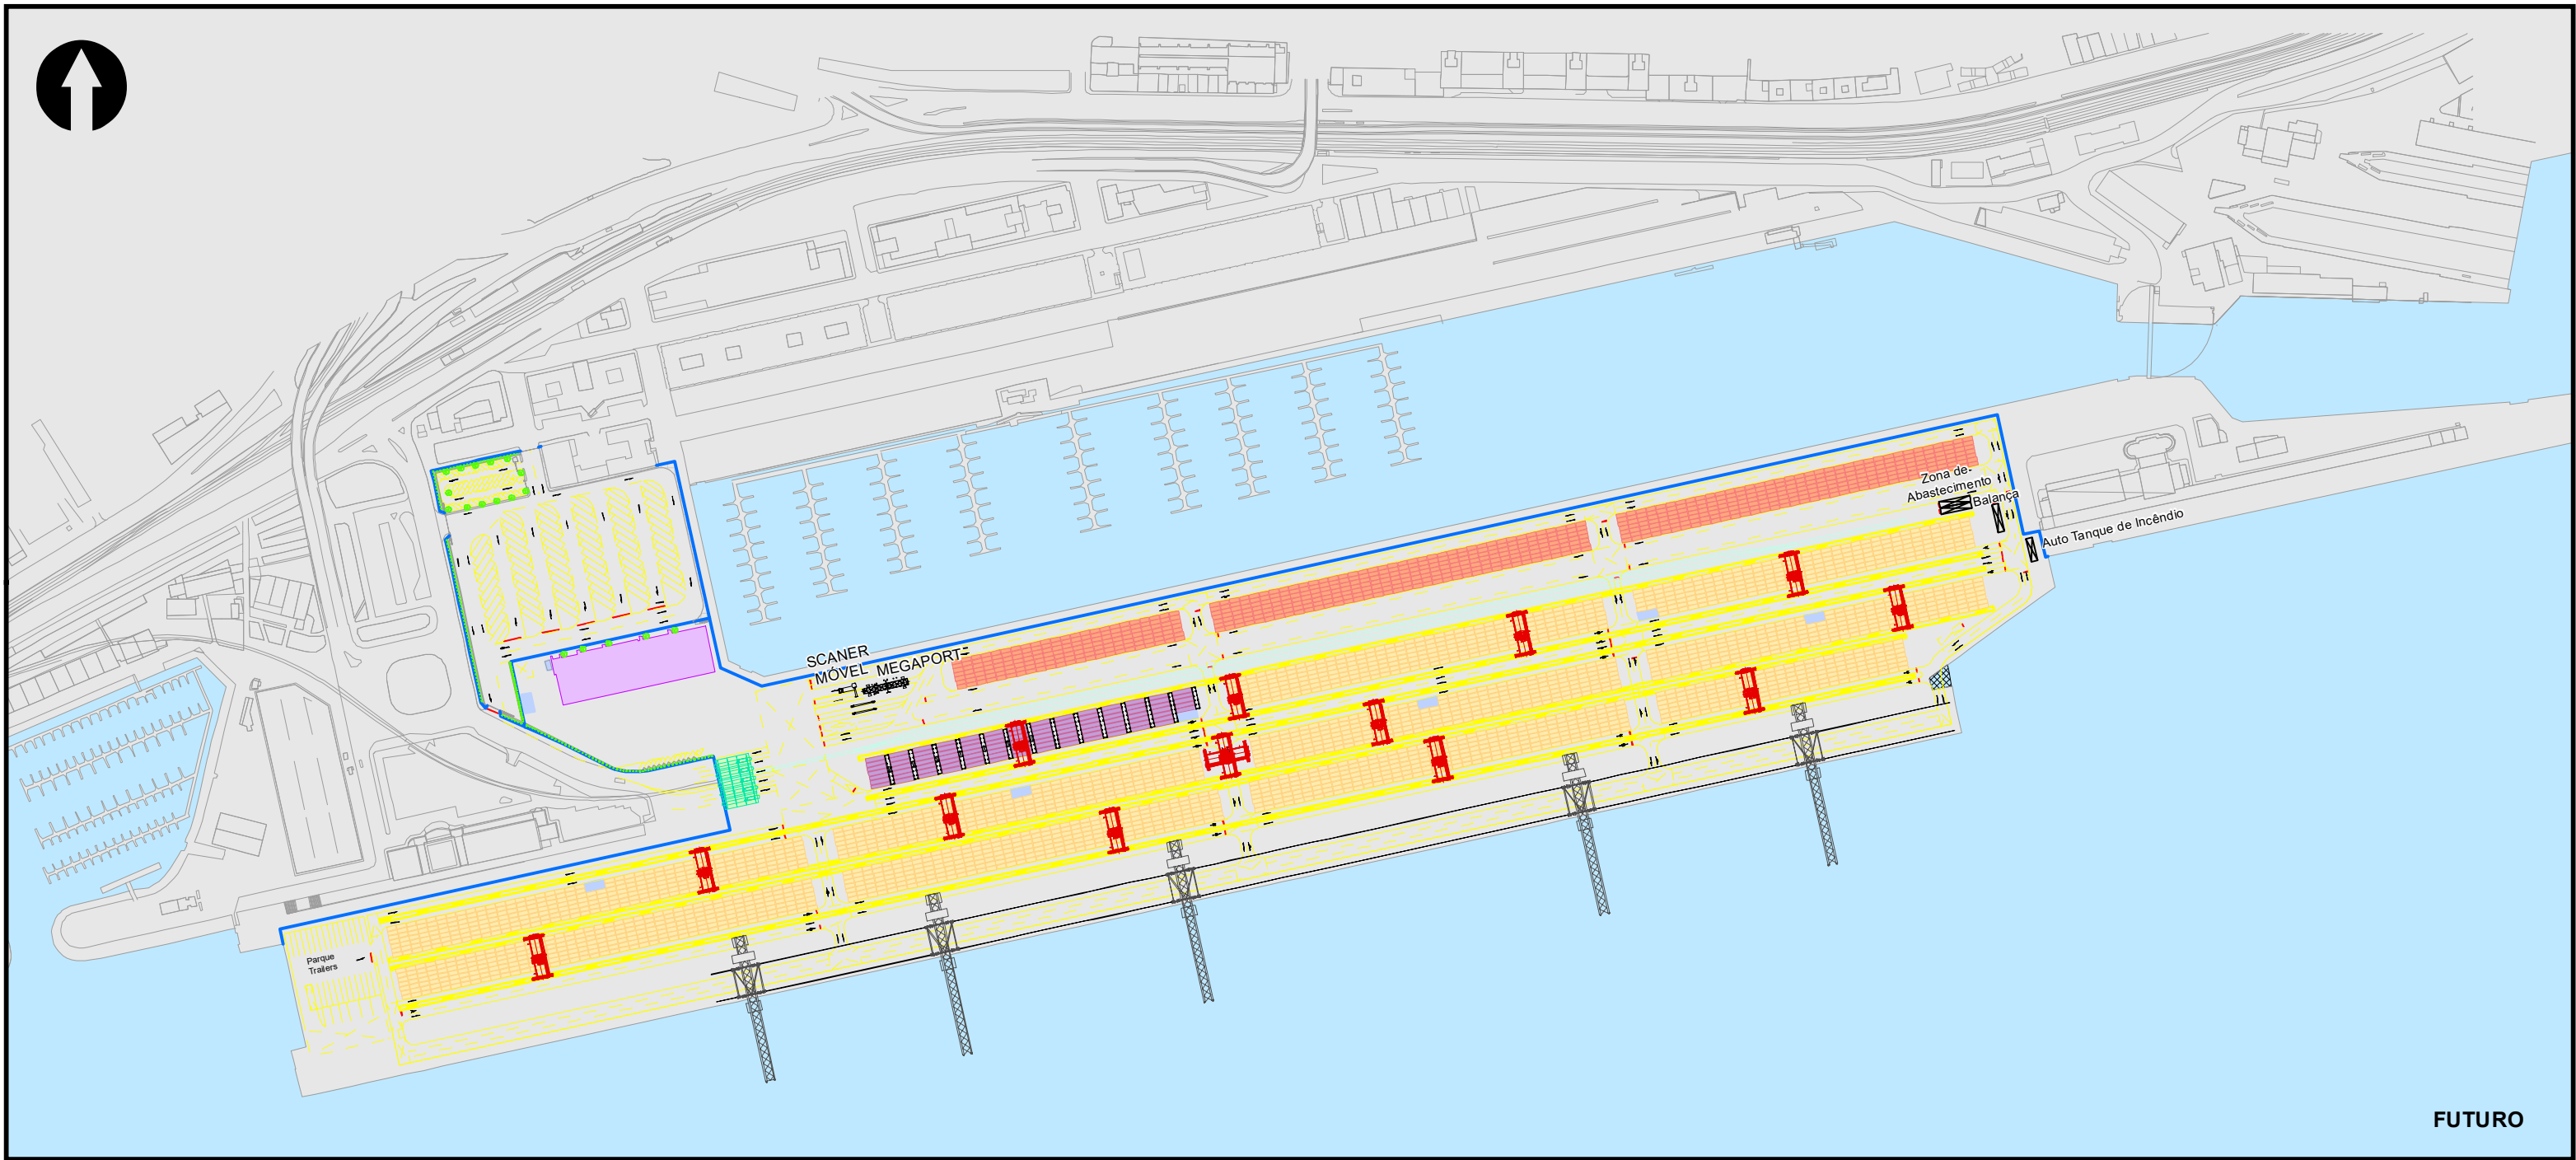 Zona de
Abastecimento
Balança
Auto Tanque de Incêndio
SCANER
MÓVEL MEGAPORT
Parque
Trailers
FUTURO